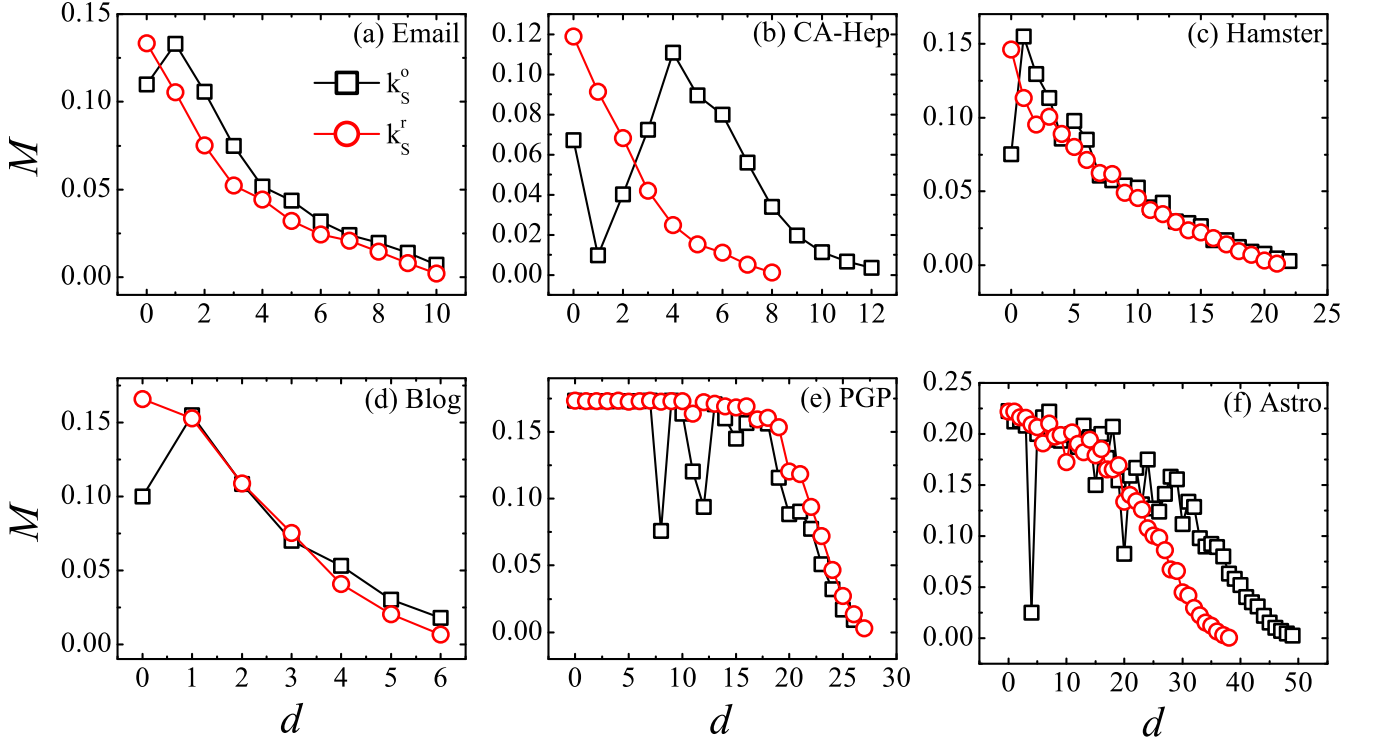 (a) Email
k_S^o
k_S^r
M
0.15
0.10
0.05
0.00
0 2 4 6 8 10
(b) CA-Hep
0.12
0.10
0.08
0.06
0.04
0.02
0.00
0 2 4 6 8 10 12
(c) Hamster
0.15
0.10
0.05
0.00
0 5 10 15 20 25
(d) Blog
M
0.15
0.10
0.05
0.00
0 1 2 3 4 5 6
d
(e) PGP
0.15
0.10
0.05
0.00
0 5 10 15 20 25 30
d
(f) Astro
0.25
0.20
0.15
0.10
0.05
0.00
0 10 20 30 40 50
d